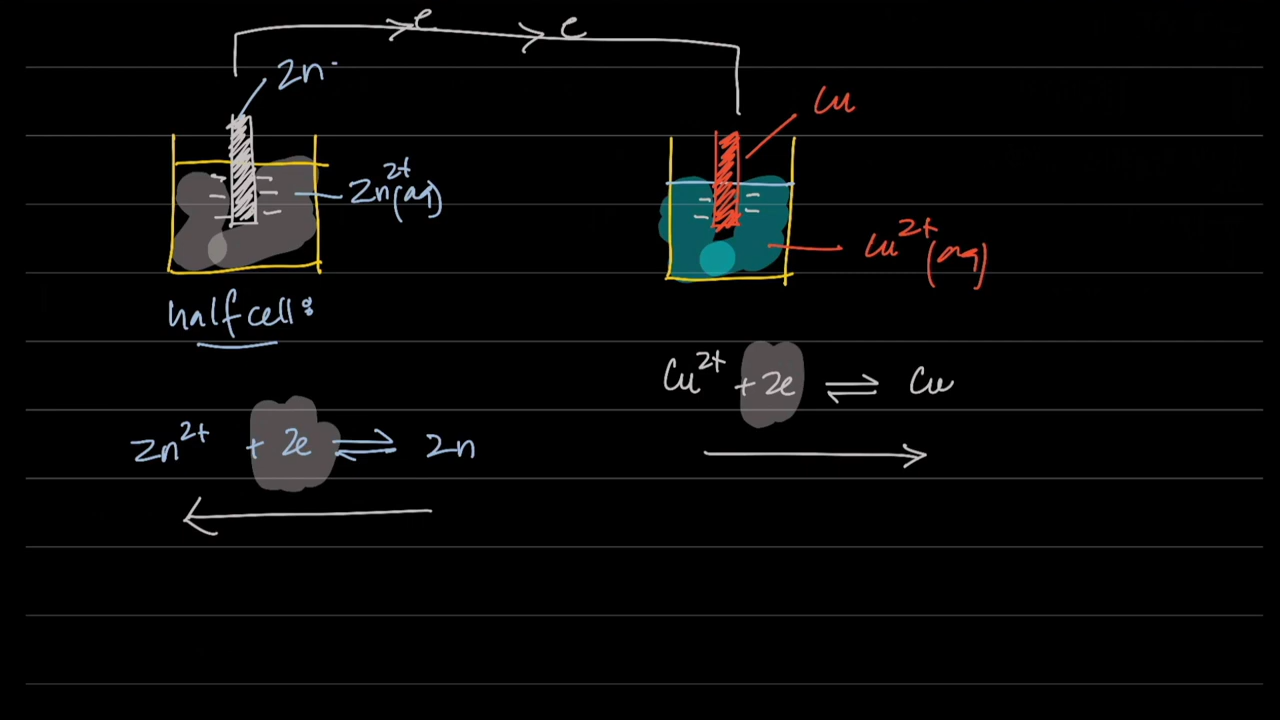 e e
Zn
Cu
Zn²⁺(aq)
Cu²⁺(aq)
half cell:
Cu²⁺ + 2e ⇌ Cu
Zn²⁺ + 2e ⇌ Zn